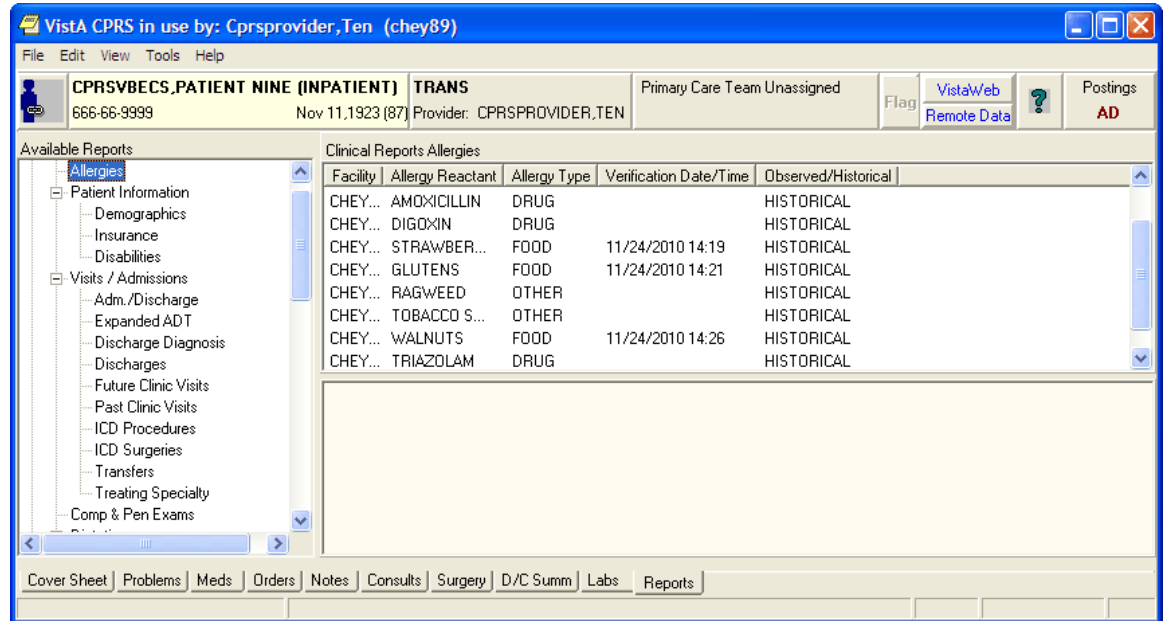 VistA CPRS in use by: Cprsprovider,Ten (chey89)
File Edit View Tools Help
CPRSVBECS,PATIENT NINE (INPATIENT) TRANS Primary Care Team Unassigned Flag VistaWeb ? Postings
666-66-9999 Nov 11,1923 (87) Provider: CPRSPROVIDER,TEN Remote Data AD
Available Reports
Allergies
Patient Information
Demographics
Insurance
Disabilities
Visits / Admissions
Adm./Discharge
Expanded ADT
Discharge Diagnosis
Discharges
Future Clinic Visits
Past Clinic Visits
ICD Procedures
ICD Surgeries
Transfers
Treating Specialty
Comp & Pen Exams
Clinical Reports Allergies
Facility Allergy Reactant Allergy Type Verification Date/Time Observed/Historical
CHEY... AMOXICILLIN DRUG HISTORICAL
CHEY... DIGOXIN DRUG HISTORICAL
CHEY... STRAWBER... FOOD 11/24/2010 14:19 HISTORICAL
CHEY... GLUTENS FOOD 11/24/2010 14:21 HISTORICAL
CHEY... RAGWEED OTHER HISTORICAL
CHEY... TOBACCO S... OTHER HISTORICAL
CHEY... WALNUTS FOOD 11/24/2010 14:26 HISTORICAL
CHEY... TRIAZOLAM DRUG HISTORICAL
Cover Sheet Problems Meds Orders Notes Consults Surgery D/C Summ Labs Reports